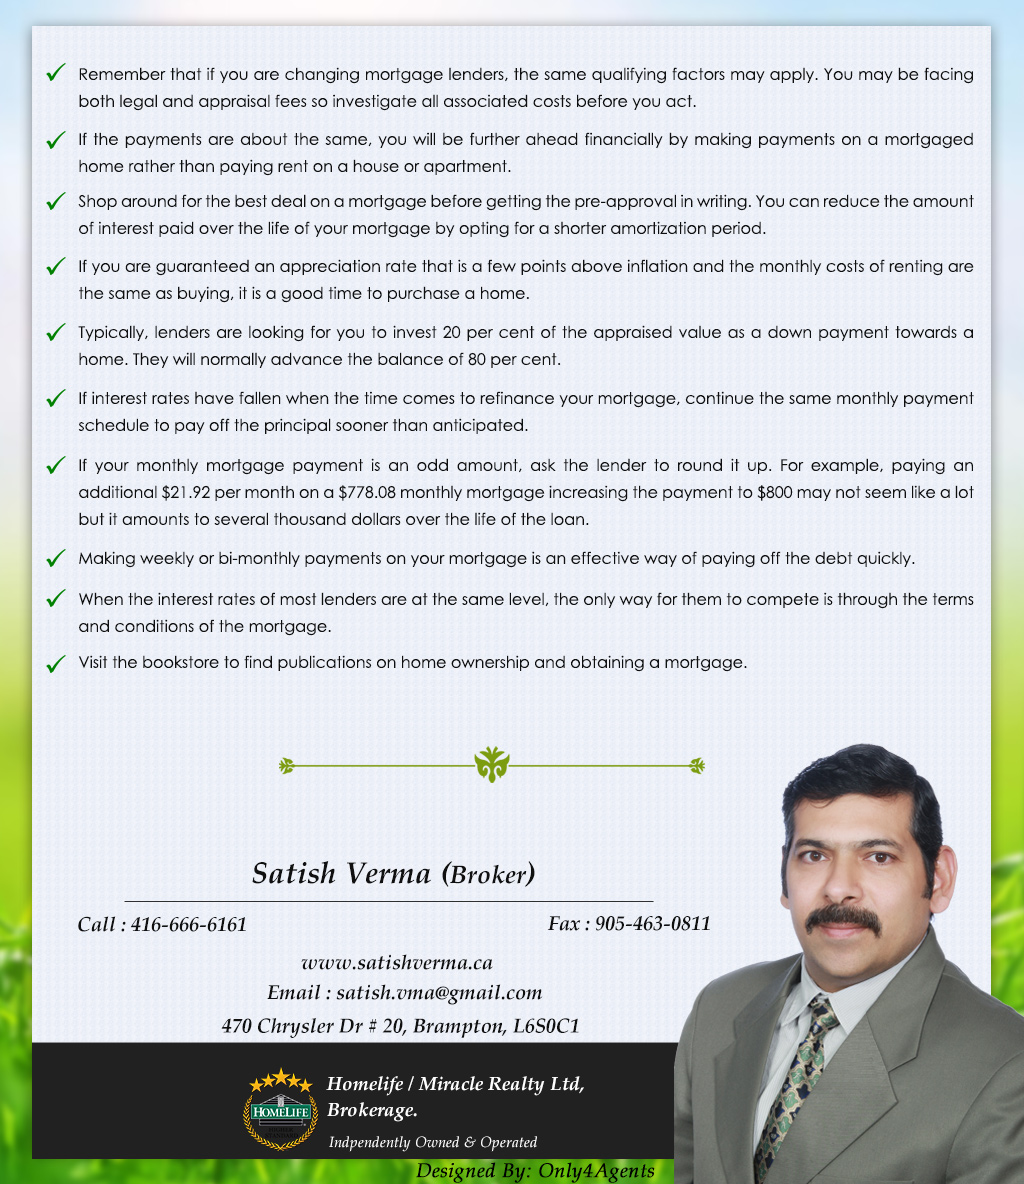 Remember that if you are changing mortgage lenders, the same qualifying factors may apply. You may be facing
both legal and appraisal fees so investigate all associated costs before you act.
If the payments are about the same, you will be further ahead financially by making payments on a mortgaged
home rather than paying rent on a house or apartment.
Shop around for the best deal on a mortgage before getting the pre-approval in writing. You can reduce the amount
of interest paid over the life of your mortgage by opting for a shorter amortization period.
If you are guaranteed an appreciation rate that is a few points above inflation and the monthly costs of renting are
the same as buying, it is a good time to purchase a home.
Typically, lenders are looking for you to invest 20 per cent of the appraised value as a down payment towards a
home. They will normally advance the balance of 80 per cent.
If interest rates have fallen when the time comes to refinance your mortgage, continue the same monthly payment
schedule to pay off the principal sooner than anticipated.
If your monthly mortgage payment is an odd amount, ask the lender to round it up. For example, paying an
additional $21.92 per month on a $778.08 monthly mortgage increasing the payment to $800 may not seem like a lot
but it amounts to several thousand dollars over the life of the loan.
Making weekly or bi-monthly payments on your mortgage is an effective way of paying off the debt quickly.
When the interest rates of most lenders are at the same level, the only way for them to compete is through the terms
and conditions of the mortgage.
Visit the bookstore to find publications on home ownership and obtaining a mortgage.
Satish Verma (Broker)
Call : 416-666-6161
Fax : 905-463-0811
www.satishverma.ca
Email : satish.vma@gmail.com
470 Chrysler Dr # 20, Brampton, L6S0C1
Homelife / Miracle Realty Ltd,
Brokerage.
HOMELIFE
Indpendently Owned & Operated
Designed By: Only4Agents